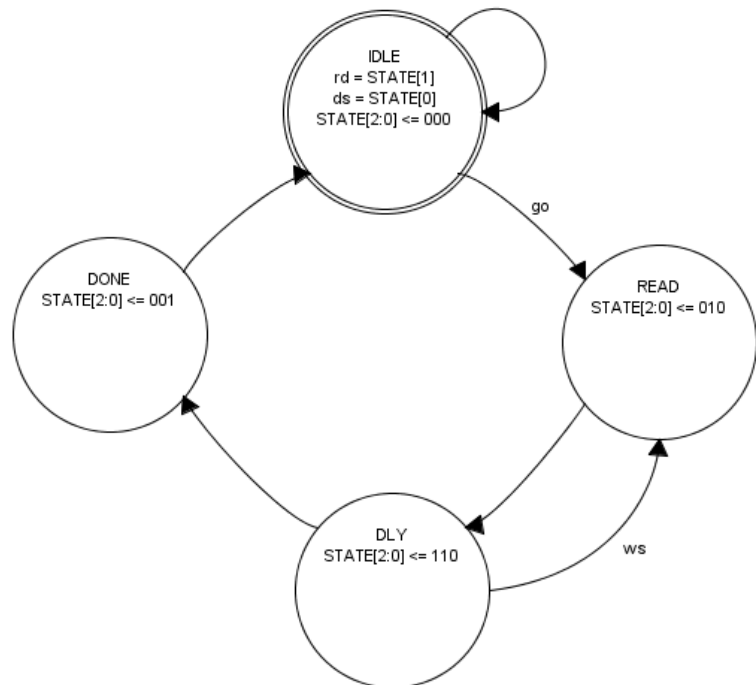 IDLE
rd = STATE[1]
ds = STATE[0]
STATE[2:0] <= 000
go
DONE
STATE[2:0] <= 001
READ
STATE[2:0] <= 010
DLY
STATE[2:0] <= 110
ws